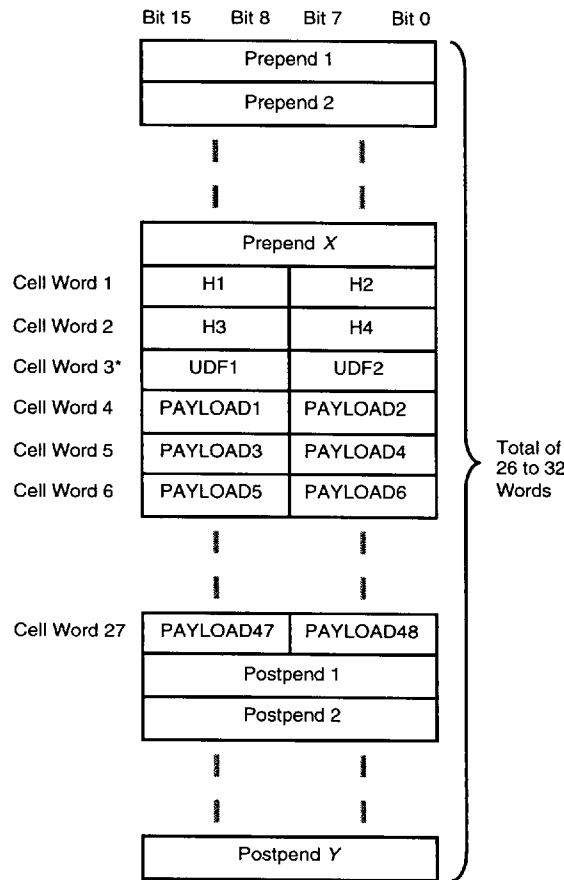 Bit 15 Bit 8 Bit 7 Bit 0
Prepend 1
Prepend 2
Prepend X
Cell Word 1 H1 H2
Cell Word 2 H3 H4
Cell Word 3* UDF1 UDF2
Cell Word 4 PAYLOAD1 PAYLOAD2
Cell Word 5 PAYLOAD3 PAYLOAD4
Cell Word 6 PAYLOAD5 PAYLOAD6
Total of
26 to 32
Words
Cell Word 27 PAYLOAD47 PAYLOAD48
Postpend 1
Postpend 2
Postpend Y